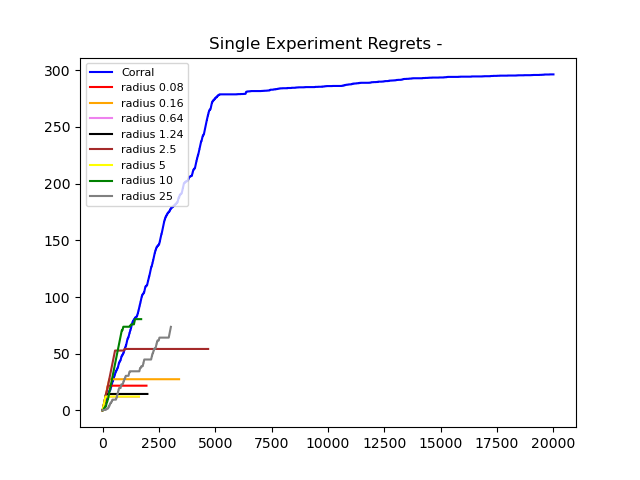 Single Experiment Regrets -
300
250
200
150
100
50
0
Corral
radius 0.08
radius 0.16
radius 0.64
radius 1.24
radius 2.5
radius 5
radius 10
radius 25
0 2500 5000 7500 10000 12500 15000 17500 20000